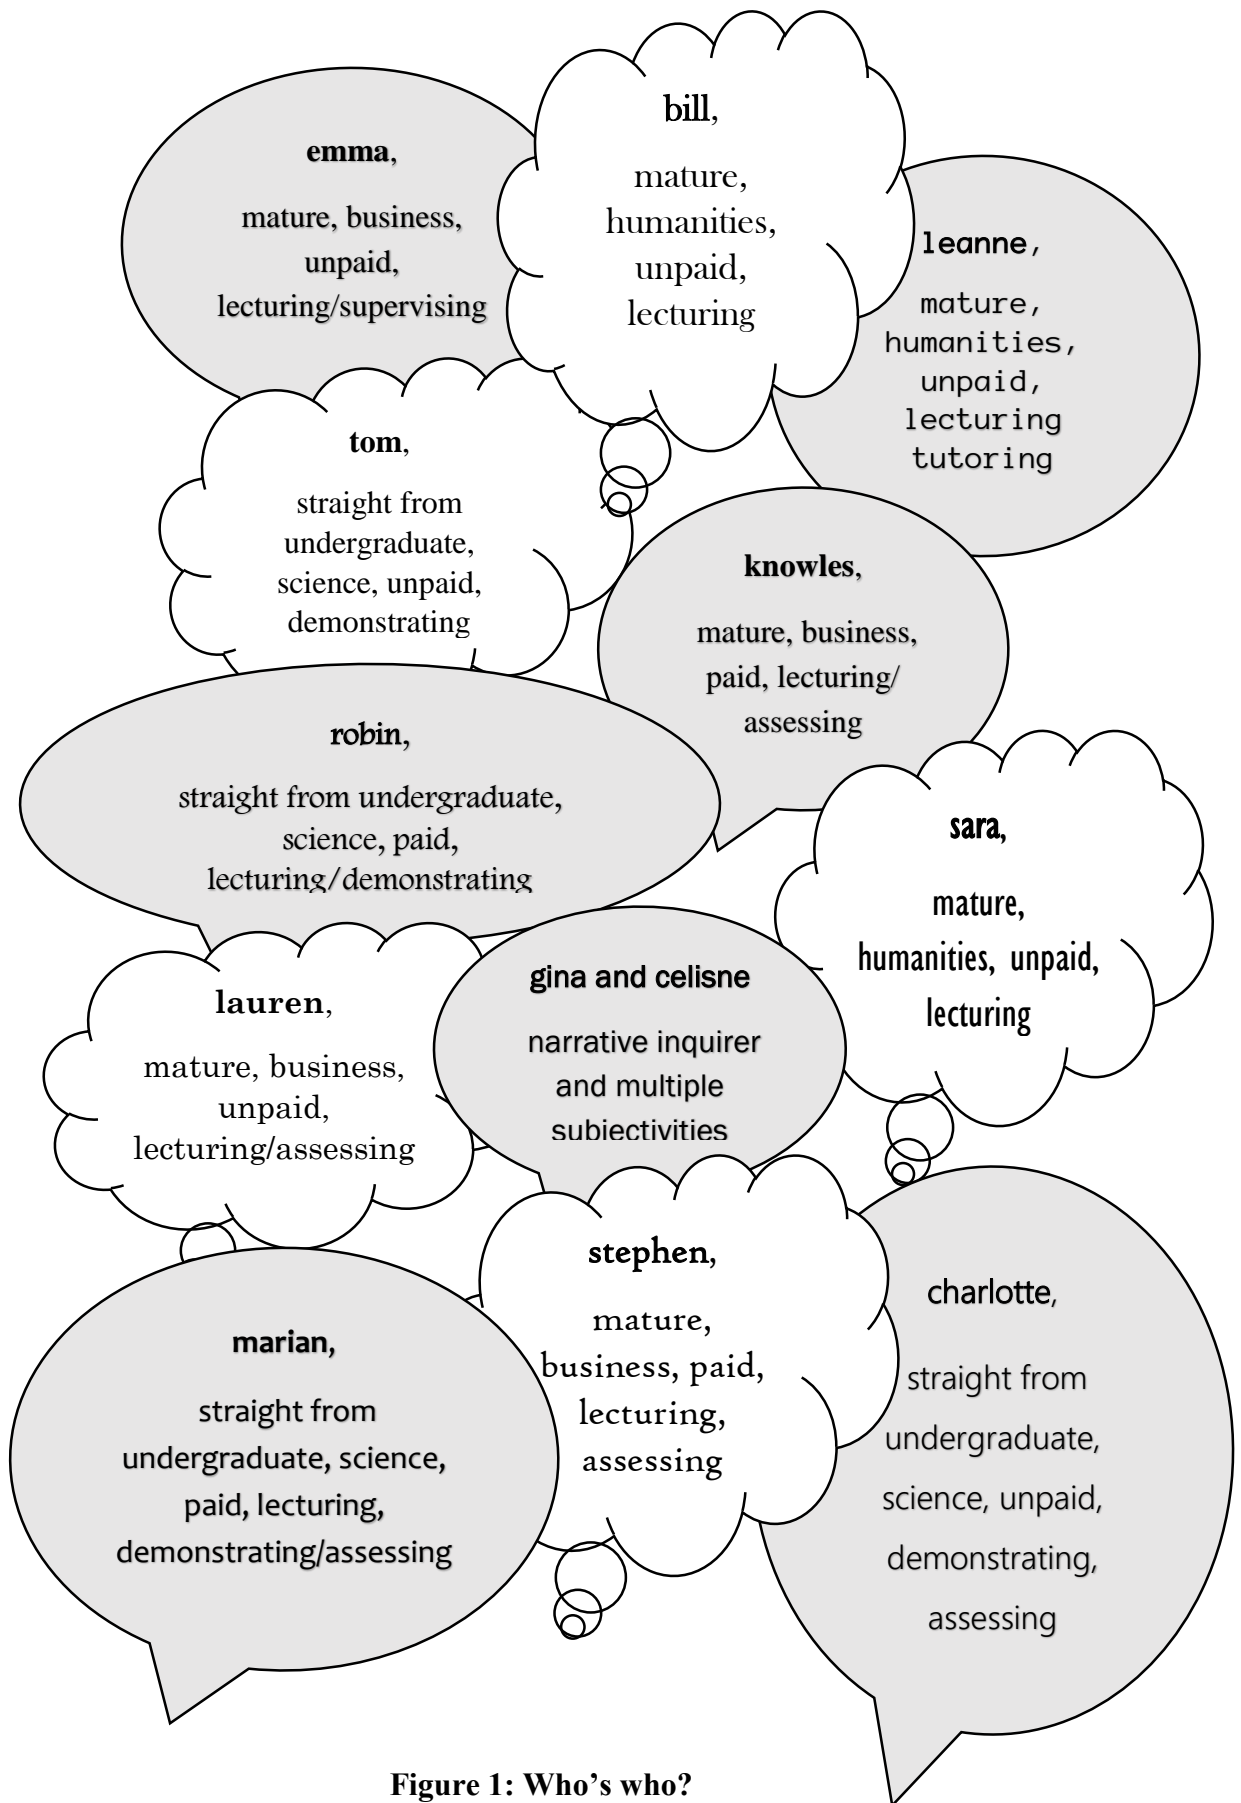 bill,
mature,
humanities,
unpaid,
lecturing
emma,
mature, business,
unpaid,
lecturing/supervising
leanne,
mature,
humanities,
unpaid,
lecturing
tutoring
tom,
straight from
undergraduate,
science, unpaid,
demonstrating
knowles,
mature, business,
paid, lecturing/
assessing
robin,
straight from undergraduate,
science, paid,
lecturing/demonstrating
sara,
mature,
humanities, unpaid,
lecturing
gina and celisne
narrative inquirer
and multiple
subjectivities
lauren,
mature, business,
unpaid,
lecturing/assessing
stephen,
mature,
business, paid,
lecturing,
assessing
charlotte,
straight from
undergraduate,
science, unpaid,
demonstrating,
assessing
marian,
straight from
undergraduate, science,
paid, lecturing,
demonstrating/assessing
Figure 1: Who’s who?